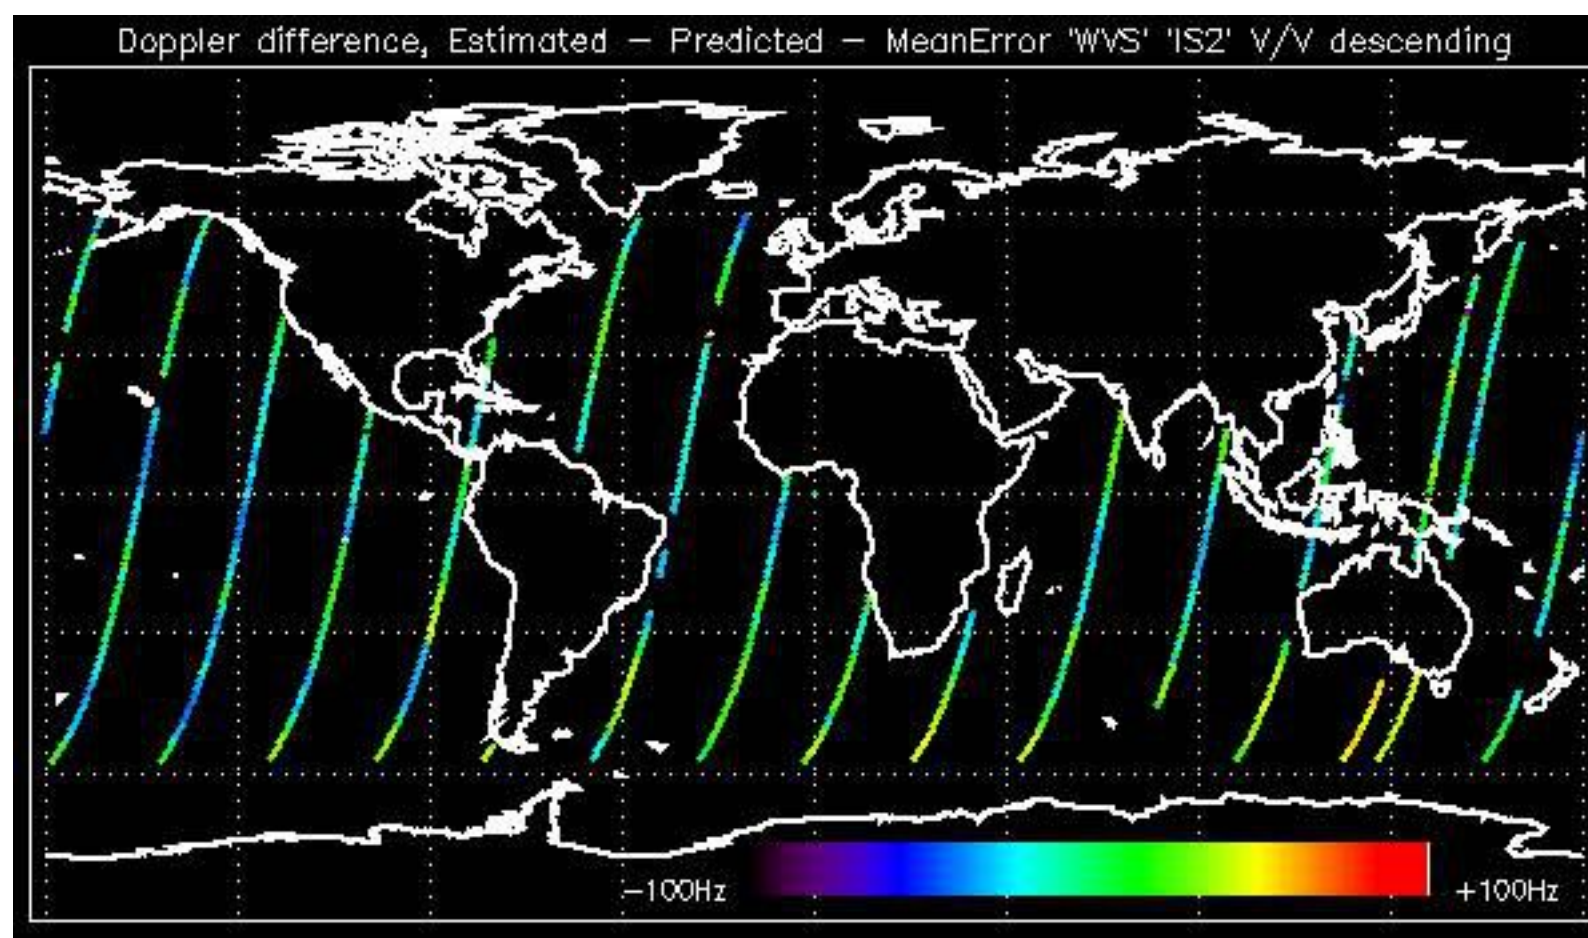 Doppler difference, Estimated - Predicted - MeanError 'WVS' 'IS2' V/V descending
-100Hz
+100Hz